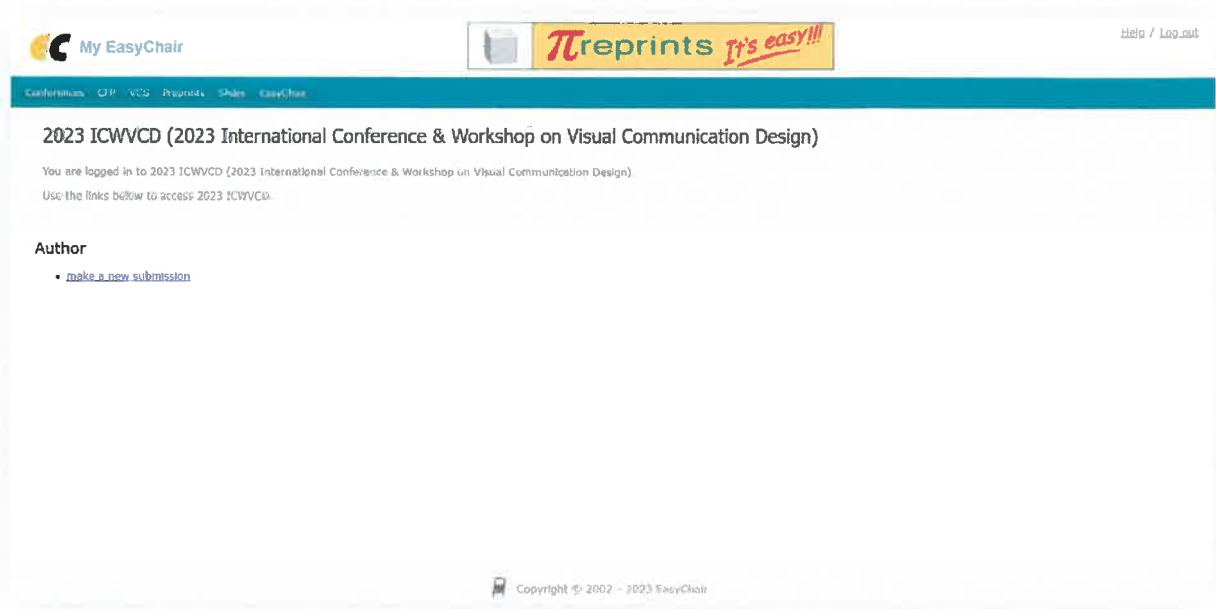 My EasyChair
πreprints It's easy!!!
Help / Log out
Conferences CFP VCS Preprints Slides EasyChair
2023 ICWVCD (2023 International Conference & Workshop on Visual Communication Design)
You are logged in to 2023 ICWVCD (2023 International Conference & Workshop on Visual Communication Design)
Use the links below to access 2023 ICWVCD.
Author
• make a new submission
Copyright © 2002 – 2023 EasyChair